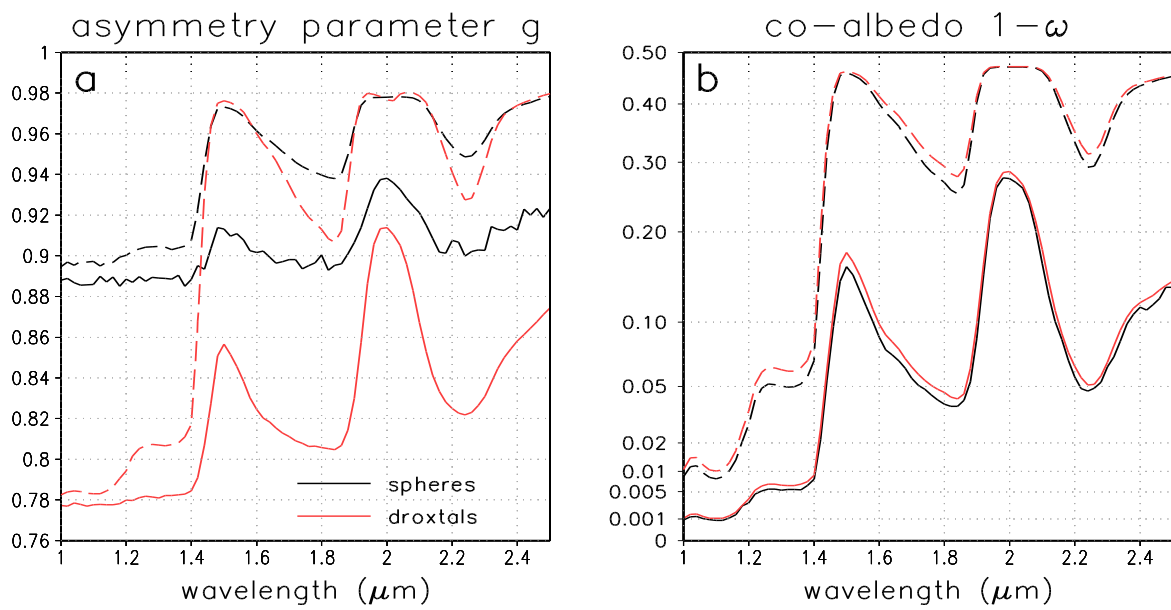 asymmetry parameter g
a
1
0.98
0.96
0.94
0.92
0.9
0.88
0.86
0.84
0.82
0.8
0.78
0.76
spheres
droxtals
1 1.2 1.4 1.6 1.8 2 2.2 2.4
wavelength (μm)
co-albedo 1-ω
b
0.50
0.40
0.30
0.20
0.10
0.05
0.02
0.01
0.005
0.001
0
1 1.2 1.4 1.6 1.8 2 2.2 2.4
wavelength (μm)